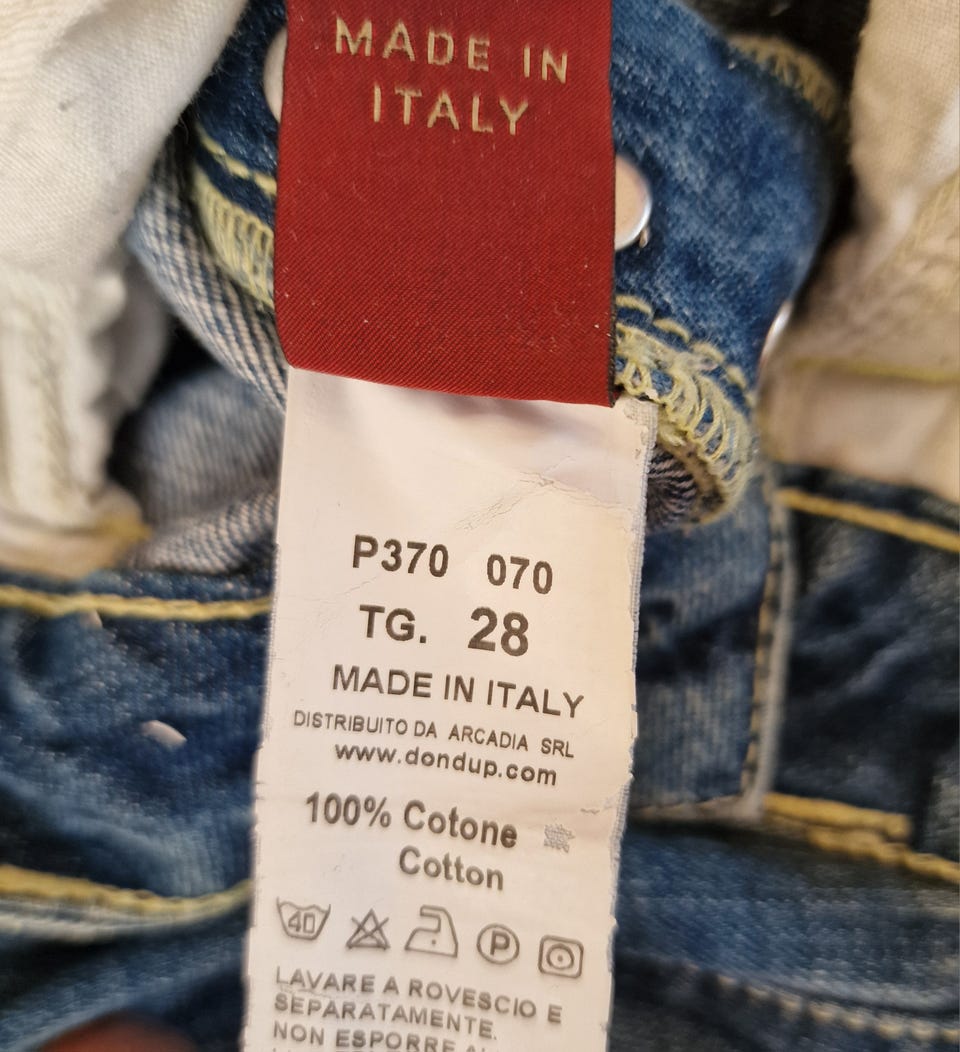 MADE IN
ITALY
P370 070
TG. 28
MADE IN ITALY
DISTRIBUITO DA ARCADIA SRL
www.dondup.com
100% Cotone
Cotton
40 P
LAVARE A ROVESCIO E
SEPARATAMENTE.
NON ESPORRE